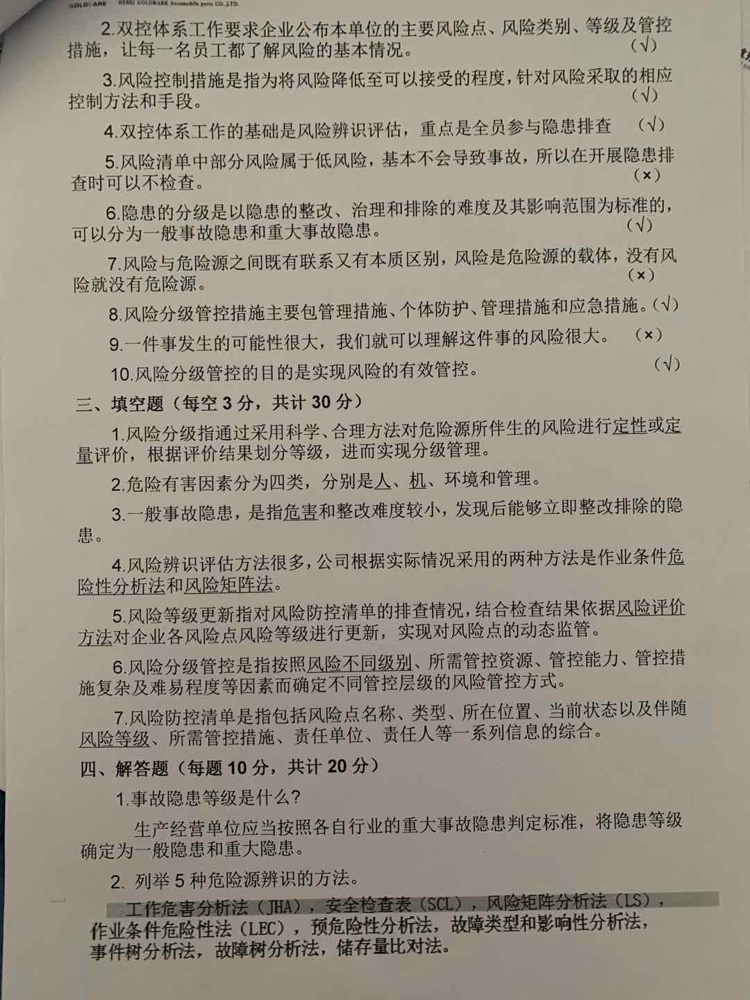 GOLDRARE HEBEI GOLDRARE Automobile parts CO.,LTD.
2.双控体系工作要求企业公布本单位的主要风险点、风险类别、等级及管控
措施，让每一名员工都了解风险的基本情况。 （√）
3.风险控制措施是指为将风险降低至可以接受的程度，针对风险采取的相应
控制方法和手段。 （√）
4.双控体系工作的基础是风险辨识评估，重点是全员参与隐患排查 （√）
5.风险清单中部分风险属于低风险，基本不会导致事故，所以在开展隐患排
查时可以不检查。 （×）
6.隐患的分级是以隐患的整改、治理和排除的难度及其影响范围为标准的，
可以分为一般事故隐患和重大事故隐患。 （√）
7.风险与危险源之间既有联系又有本质区别，风险是危险源的载体，没有风
险就没有危险源。 （×）
8.风险分级管控措施主要包管理措施、个体防护、管理措施和应急措施。（√）
9.一件事发生的可能性很大，我们就可以理解这件事的风险很大。 （×）
10.风险分级管控的目的是实现风险的有效管控。 （√）
三、填空题（每空 3 分，共计 30 分）
1.风险分级指通过采用科学、合理方法对危险源所伴生的风险进行定性或定
量评价，根据评价结果划分等级，进而实现分级管理。
2.危险有害因素分为四类，分别是人、机、环境和管理。
3.一般事故隐患，是指危害和整改难度较小，发现后能够立即整改排除的隐
患。
4.风险辨识评估方法很多，公司根据实际情况采用的两种方法是作业条件危
险性分析法和风险矩阵法。
5.风险等级更新指对风险防控清单的排查情况，结合检查结果依据风险评价
方法对企业各风险点风险等级进行更新，实现对风险点的动态监管。
6.风险分级管控是指按照风险不同级别、所需管控资源、管控能力、管控措
施复杂及难易程度等因素而确定不同管控层级的风险管控方式。
7.风险防控清单是指包括风险点名称、类型、所在位置、当前状态以及伴随
风险等级、所需管控措施、责任单位、责任人等一系列信息的综合。
四、解答题（每题 10 分，共计 20 分）
1.事故隐患等级是什么?
生产经营单位应当按照各自行业的重大事故隐患判定标准，将隐患等级
确定为一般隐患和重大隐患。
2. 列举 5 种危险源辨识的方法。
工作危害分析法（JHA），安全检查表（SCL），风险矩阵分析法（LS），
作业条件危险性法（LEC），预危险性分析法，故障类型和影响性分析法，
事件树分析法，故障树分析法，储存量比对法。